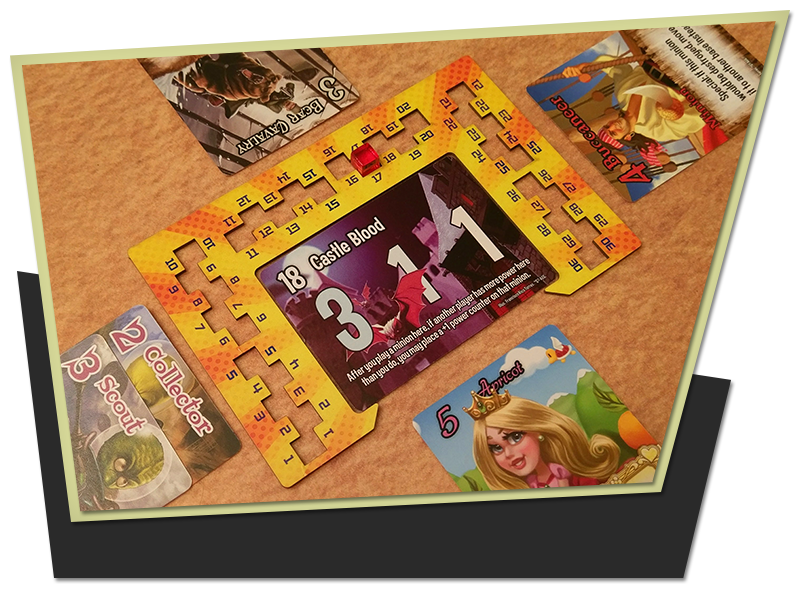 3
BEAR CAVALRY
4 Buccaneer
Special: If this minion
would be destroyed, move
it to another base instead
18 Castle Blood
3 1 1
After you play a minion here, if another player has more power here
than you do, you may place a +1 power counter on that minion.
2 Collector
3 Scout
5 Apricot
1 2 3 4 5 6 7 8 9 10
11 12 13 14 15 16 17 18 19 20
21 22 23 24 25 26 27 28 29 30